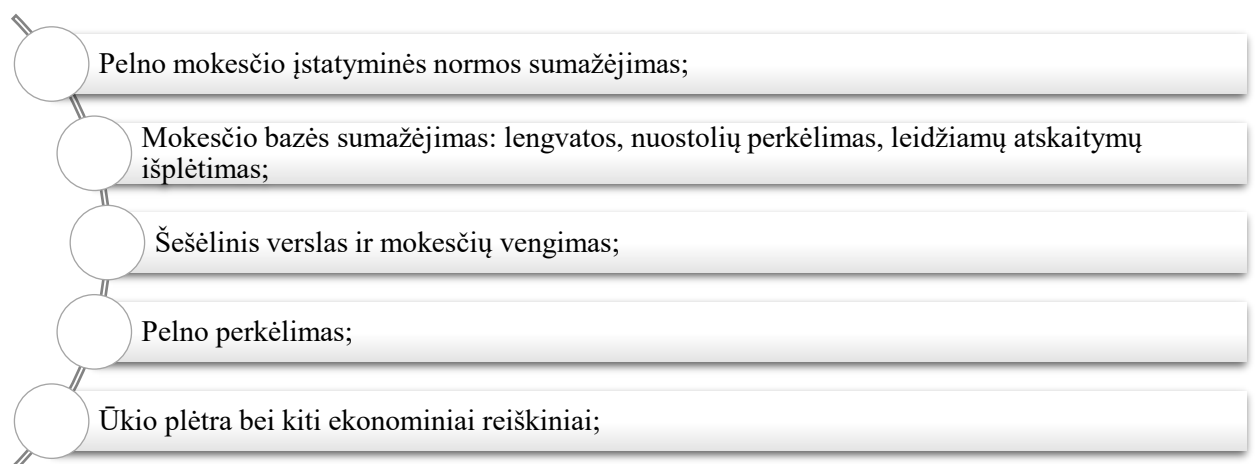 Pelno mokesčio įstatyminės normos sumažėjimas;
Mokesčio bazės sumažėjimas: lengvatos, nuostolių perkėlimas, leidžiamų atskaitymų
išplėtimas;
Šešėlinis verslas ir mokesčių vengimas;
Pelno perkėlimas;
Ūkio plėtra bei kiti ekonominiai reiškiniai;